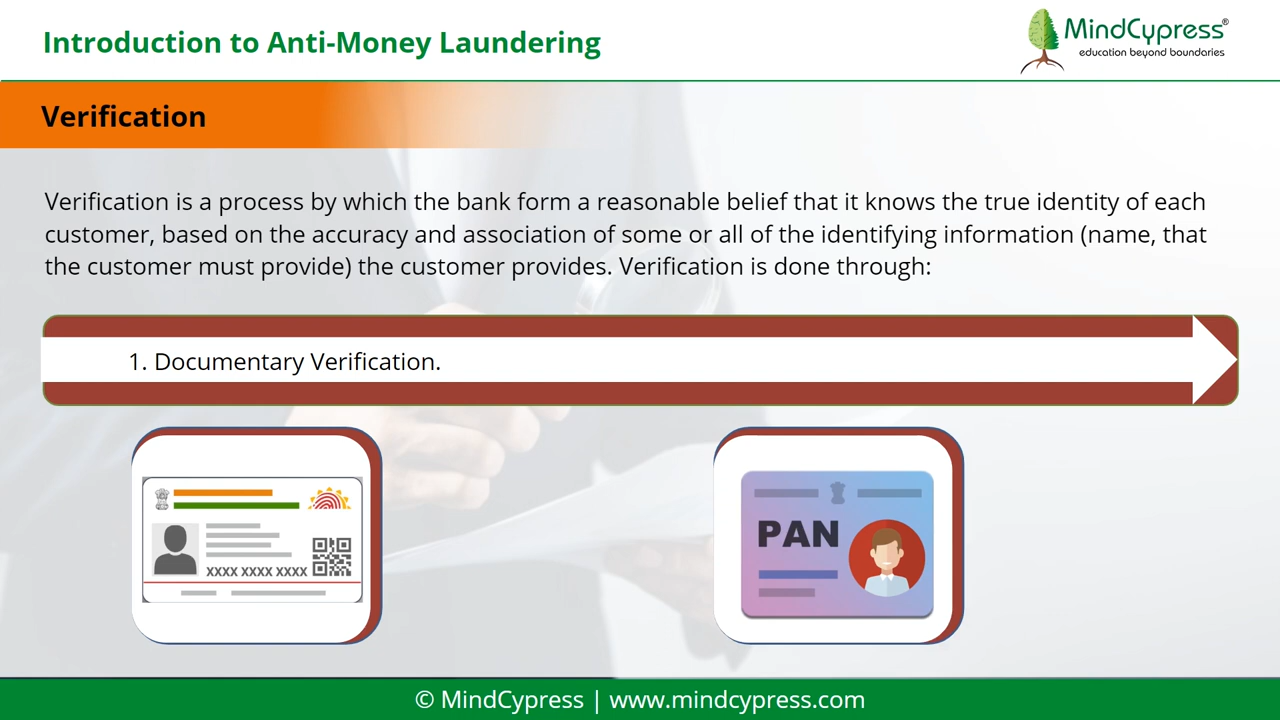 Introduction to Anti-Money Laundering
MindCypress®
education beyond boundaries
Verification
Verification is a process by which the bank form a reasonable belief that it knows the true identity of each
customer, based on the accuracy and association of some or all of the identifying information (name, that
the customer must provide) the customer provides. Verification is done through:
1. Documentary Verification.
XXXX XXXX XXXX
PAN
© MindCypress | www.mindcypress.com